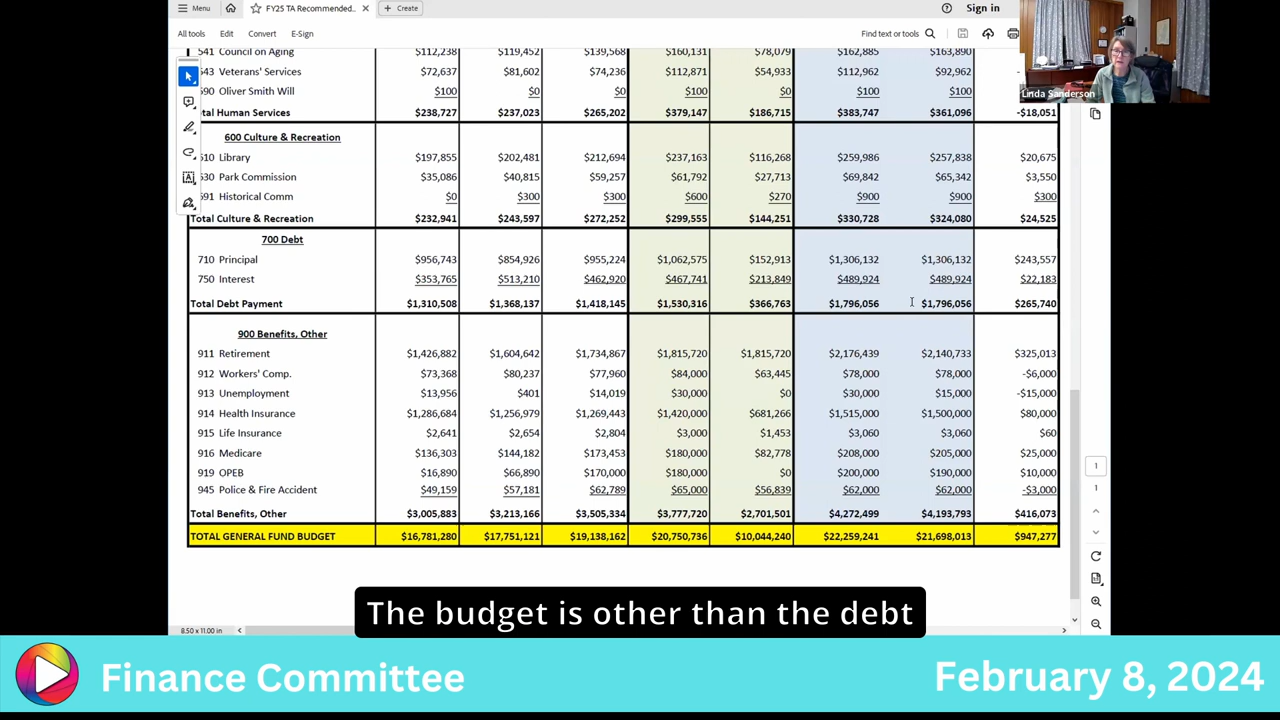 Menu FY25 TA Recommended.. Create Sign in
All tools Edit Convert E-Sign Find text or tools
541 Council on Aging $112,238 $119,452 $139,568 $160,131 $78,079 $162,885 $163,890
543 Veterans' Services $72,637 $81,602 $74,236 $112,871 $54,933 $112,962 $92,962
Linda Sanderson
590 Oliver Smith Will $100 $0 $0 $100 $0 $100 $100
Total Human Services $238,727 $237,023 $265,202 $379,147 $186,715 $383,747 $361,096 -$18,051
600 Culture & Recreation
610 Library $197,855 $202,481 $212,694 $237,163 $116,268 $259,986 $257,838 $20,675
630 Park Commission $35,086 $40,815 $59,257 $61,792 $27,713 $69,842 $65,342 $3,550
691 Historical Comm $0 $300 $300 $600 $270 $900 $900 $300
Total Culture & Recreation $232,941 $243,597 $272,252 $299,555 $144,251 $330,728 $324,080 $24,525
700 Debt
710 Principal $956,743 $854,926 $955,224 $1,062,575 $152,913 $1,306,132 $1,306,132 $243,557
750 Interest $353,765 $513,210 $462,920 $467,741 $213,849 $489,924 $489,924 $22,183
Total Debt Payment $1,310,508 $1,368,137 $1,418,145 $1,530,316 $366,763 $1,796,056 $1,796,056 $265,740
900 Benefits, Other
911 Retirement $1,426,882 $1,604,642 $1,734,867 $1,815,720 $1,815,720 $2,176,439 $2,140,733 $325,013
912 Workers' Comp. $73,368 $80,237 $77,960 $84,000 $63,445 $78,000 $78,000 -$6,000
913 Unemployment $13,956 $401 $14,019 $30,000 $0 $30,000 $15,000 -$15,000
914 Health Insurance $1,286,684 $1,256,979 $1,269,443 $1,420,000 $681,266 $1,515,000 $1,500,000 $80,000
915 Life Insurance $2,641 $2,654 $2,804 $3,000 $1,453 $3,060 $3,060 $60
916 Medicare $136,303 $144,182 $173,453 $180,000 $82,778 $208,000 $205,000 $25,000
919 OPEB $16,890 $66,890 $170,000 $180,000 $0 $200,000 $190,000 $10,000
945 Police & Fire Accident $49,159 $57,181 $62,789 $65,000 $56,839 $62,000 $62,000 -$3,000
Total Benefits, Other $3,005,883 $3,213,166 $3,505,334 $3,777,720 $2,701,501 $4,272,499 $4,193,793 $416,073
TOTAL GENERAL FUND BUDGET $16,781,280 $17,751,121 $19,138,162 $20,750,736 $10,044,240 $22,259,241 $21,698,013 $947,277
1
1
The budget is other than the debt
8.50 x 11.00 in
Finance Committee February 8, 2024